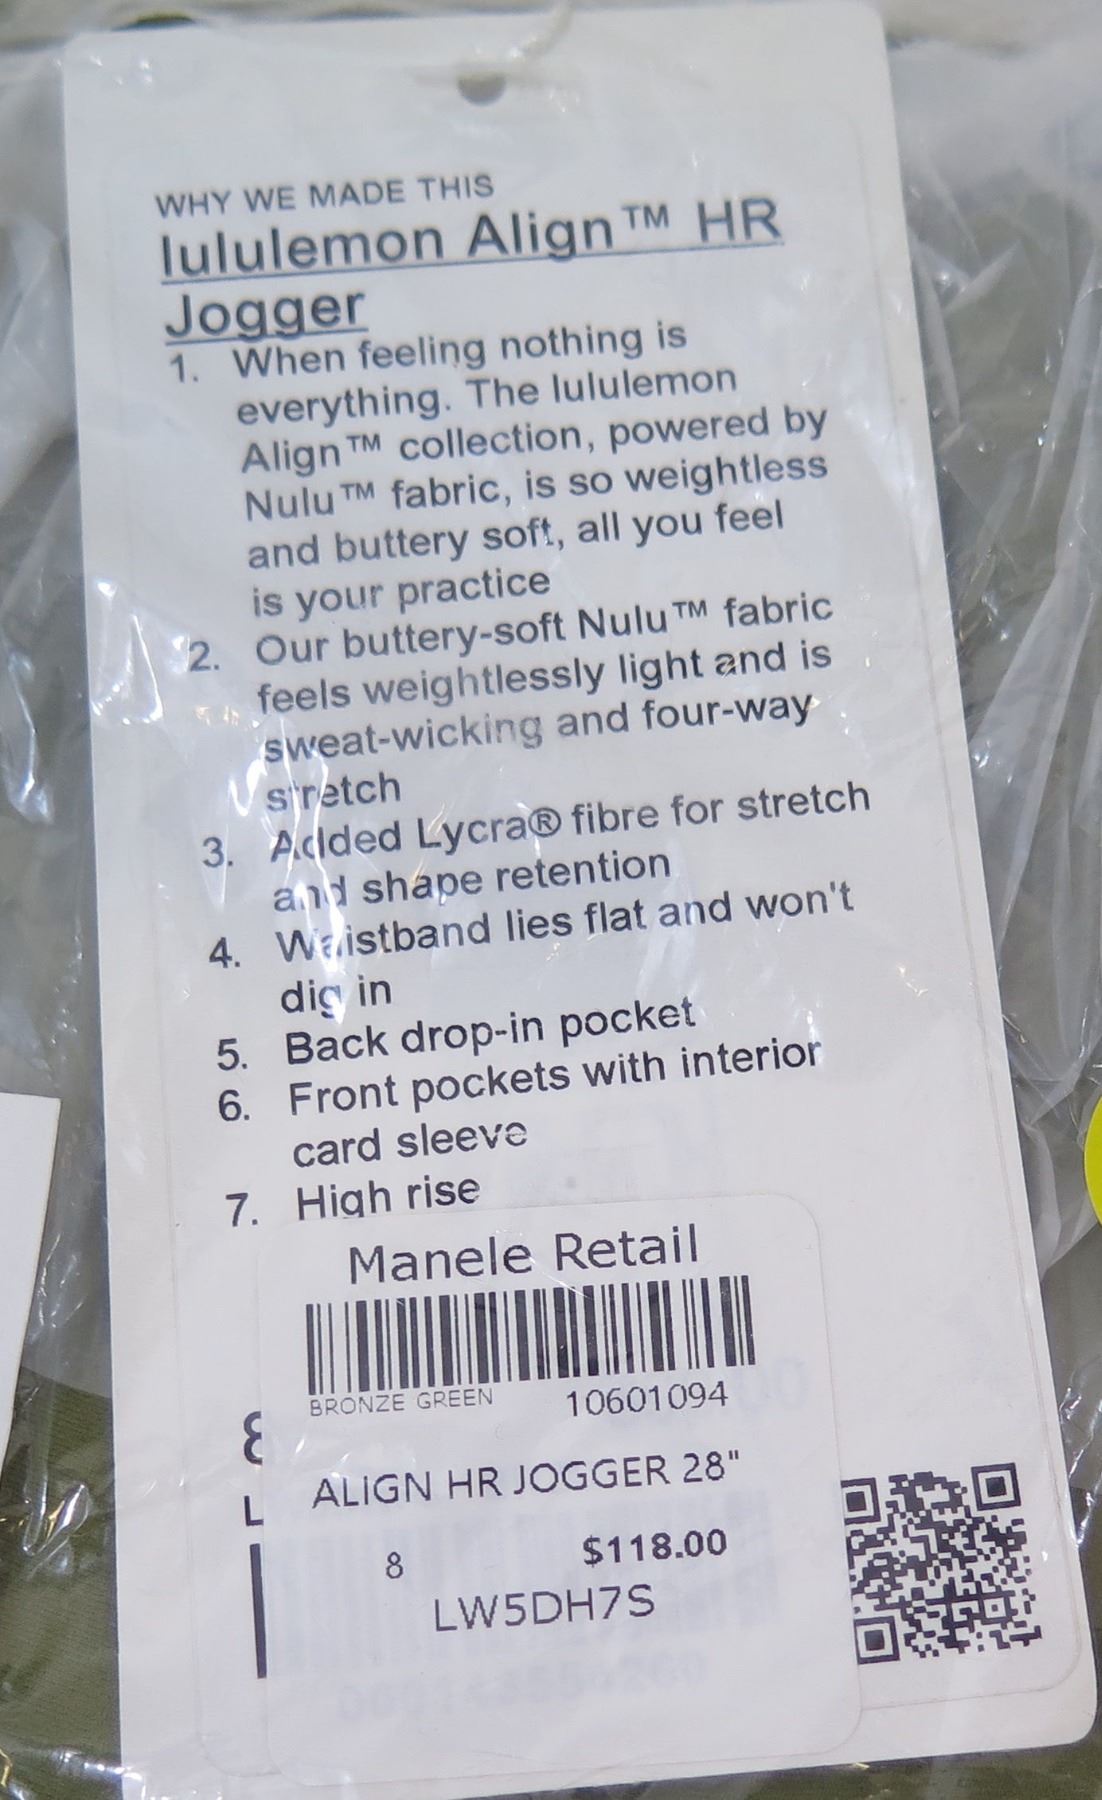 WHY WE MADE THIS
lululemon Align™ HR
Jogger
1. When feeling nothing is
everything. The lululemon
Align™ collection, powered by
Nulu™ fabric, is so weightless
and buttery soft, all you feel
is your practice
2. Our buttery-soft Nulu™ fabric
feels weightlessly light and is
sweat-wicking and four-way
stretch
3. Added Lycra® fibre for stretch
and shape retention
4. Waistband lies flat and won't
dig in
5. Back drop-in pocket
6. Front pockets with interior
card sleeve
7. High rise
Manele Retail
BRONZE GREEN 10601094
8
ALIGN HR JOGGER 28"
L
8 $118.00
LW5DH7S